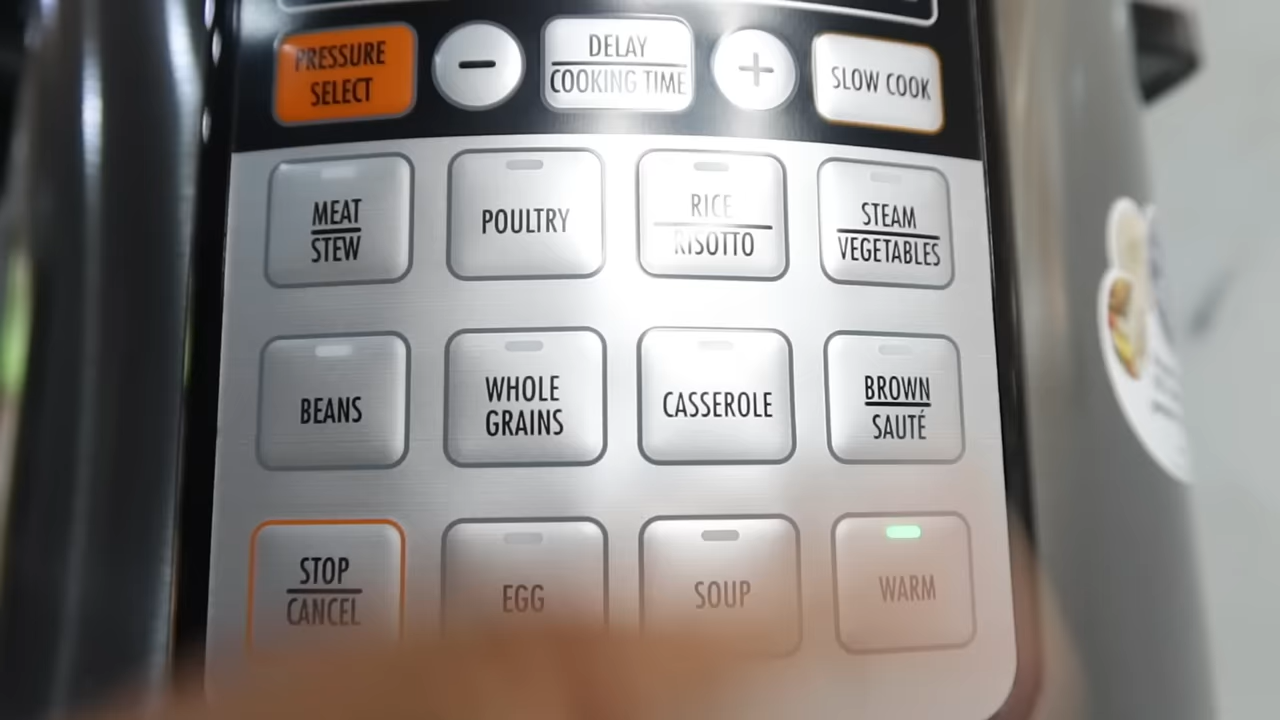 PRESSURE
SELECT
−
DELAY
COOKING TIME
+
SLOW COOK
MEAT
STEW
POULTRY
RICE
RISOTTO
STEAM
VEGETABLES
BEANS
WHOLE
GRAINS
CASSEROLE
BROWN
SAUTÉ
STOP
CANCEL
EGG
SOUP
WARM